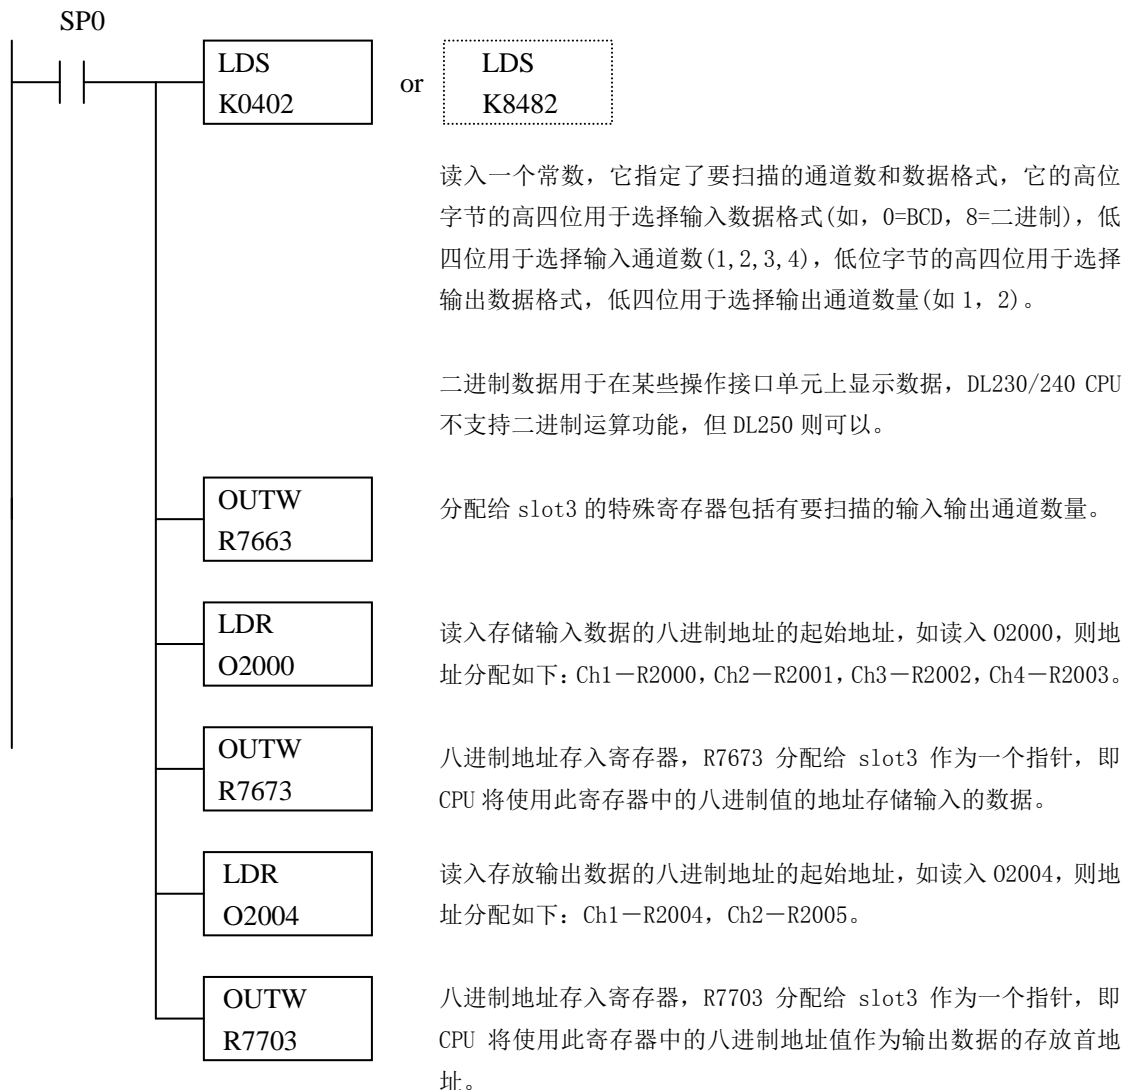 SP0
LDS
K0402
or
LDS
K8482
读入一个常数，它指定了要扫描的通道数和数据格式，它的高位
字节的高四位用于选择输入数据格式(如，0=BCD，8=二进制)，低
四位用于选择输入通道数(1,2,3,4)，低位字节的高四位用于选择
输出数据格式，低四位用于选择输出通道数量(如 1，2)。
二进制数据用于在某些操作接口单元上显示数据，DL230/240 CPU
不支持二进制运算功能，但 DL250 则可以。
OUTW
R7663
分配给 slot3 的特殊寄存器包括有要扫描的输入输出通道数量。
LDR
O2000
读入存储输入数据的八进制地址的起始地址，如读入 O2000，则地
址分配如下：Ch1－R2000，Ch2－R2001，Ch3－R2002，Ch4－R2003。
OUTW
R7673
八进制地址存入寄存器，R7673 分配给 slot3 作为一个指针，即
CPU 将使用此寄存器中的八进制值的地址存储输入的数据。
LDR
O2004
读入存放输出数据的八进制地址的起始地址，如读入 O2004，则地
址分配如下：Ch1－R2004，Ch2－R2005。
OUTW
R7703
八进制地址存入寄存器，R7703 分配给 slot3 作为一个指针，即
CPU 将使用此寄存器中的八进制地址值作为输出数据的存放首地
址。